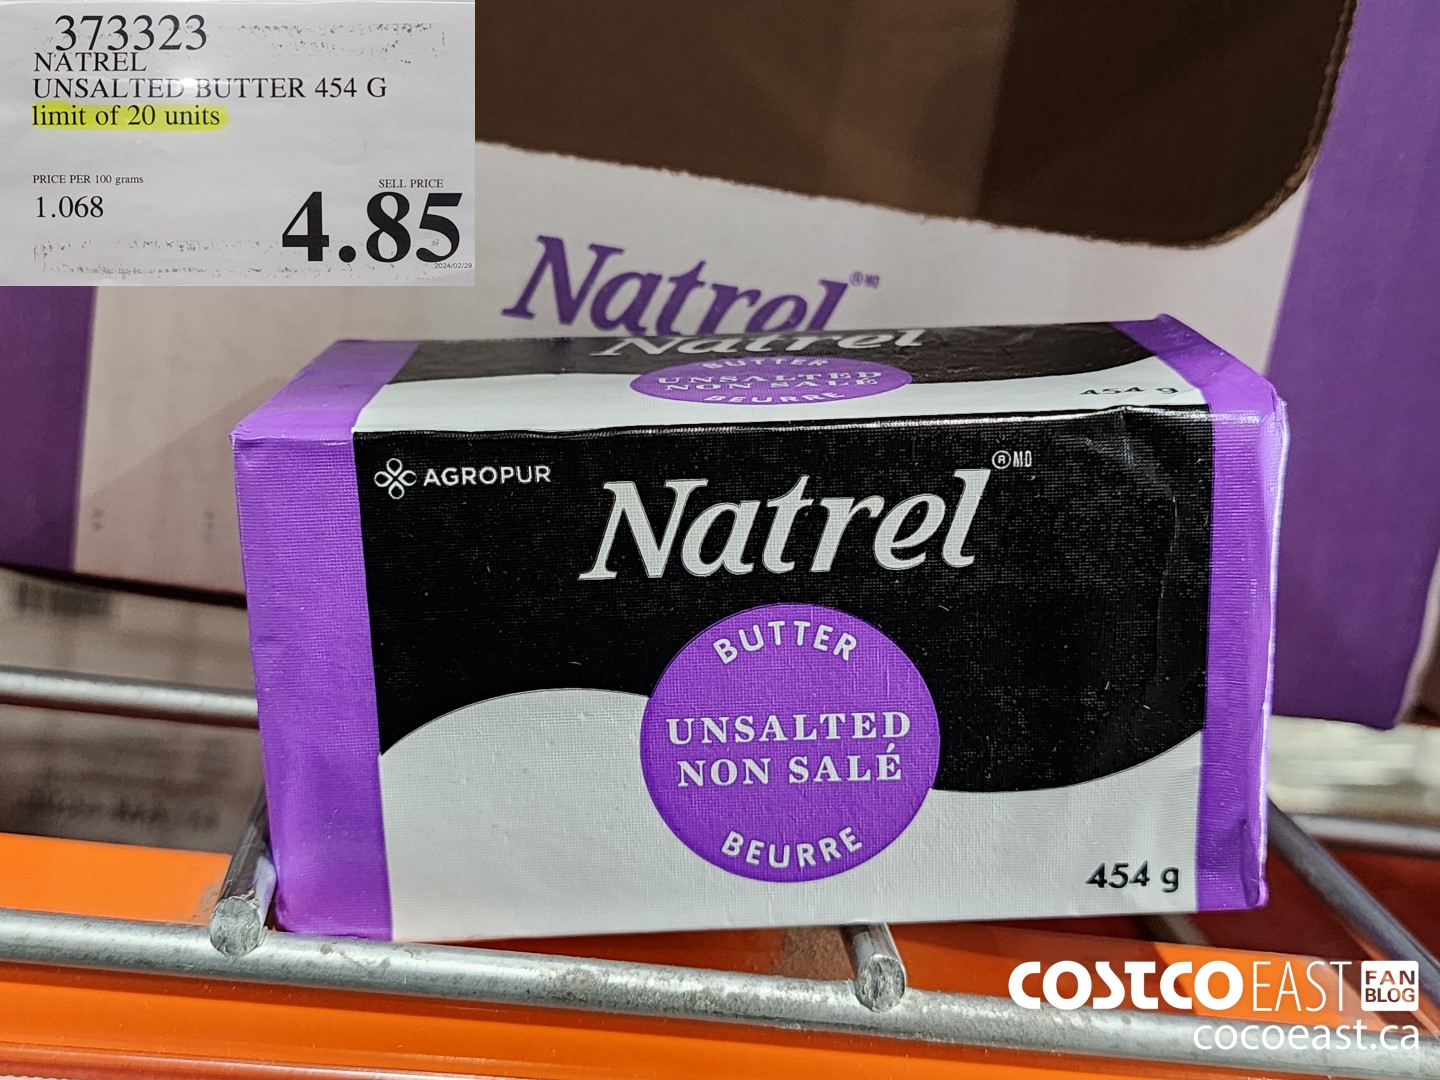 373323
NATREL
UNSALTED BUTTER 454 G
limit of 20 units
PRICE PER 100 grams
1.068
SELL PRICE
4.85
2024/02/29
Natrel ®MD
Natrel
BUTTER
UNSALTED
NON SALÉ
BEURRE
454 g
AGROPUR
Natrel ®MD
BUTTER
UNSALTED
NON SALÉ
BEURRE
454 g
COSTCO EAST FAN BLOG
cocoeast.ca